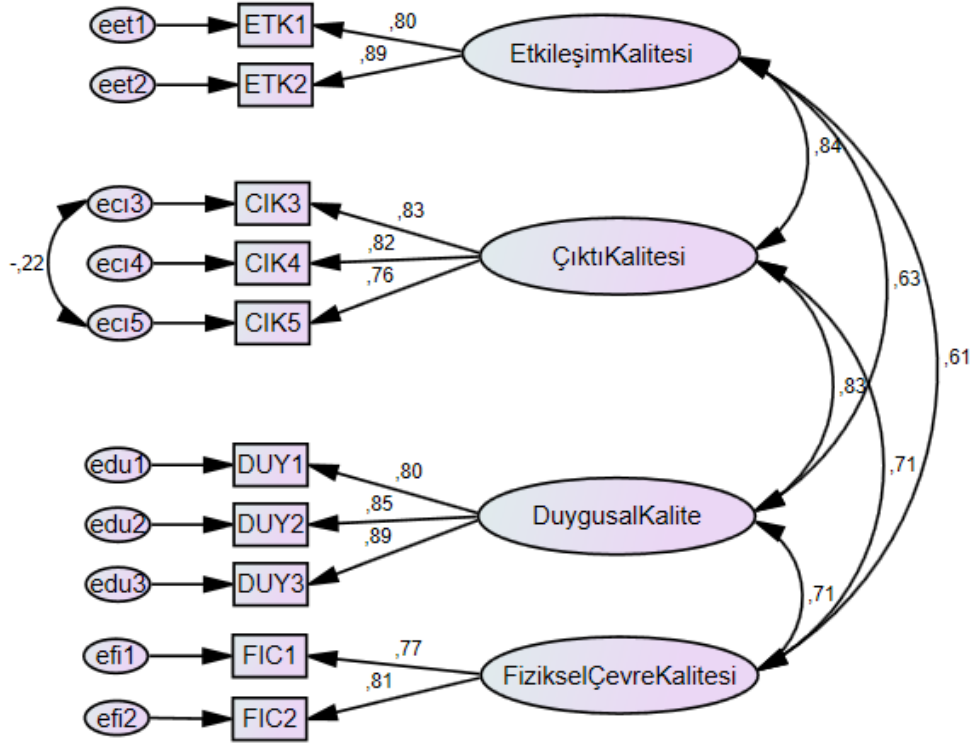 eet1 ETK1 ,80 EtkileşimKalitesi
eet2 ETK2 ,89
,84
ecı3 CIK3 ,83
-,22 ecı4 CIK4 ,82 ÇıktıKalitesi
ecı5 CIK5 ,76
,63
,61
,83
,71
edu1 DUY1 ,80
edu2 DUY2 ,85 DuygusalKalite
edu3 DUY3 ,89
,71
efi1 FIC1 ,77 FizikselÇevreKalitesi
efi2 FIC2 ,81